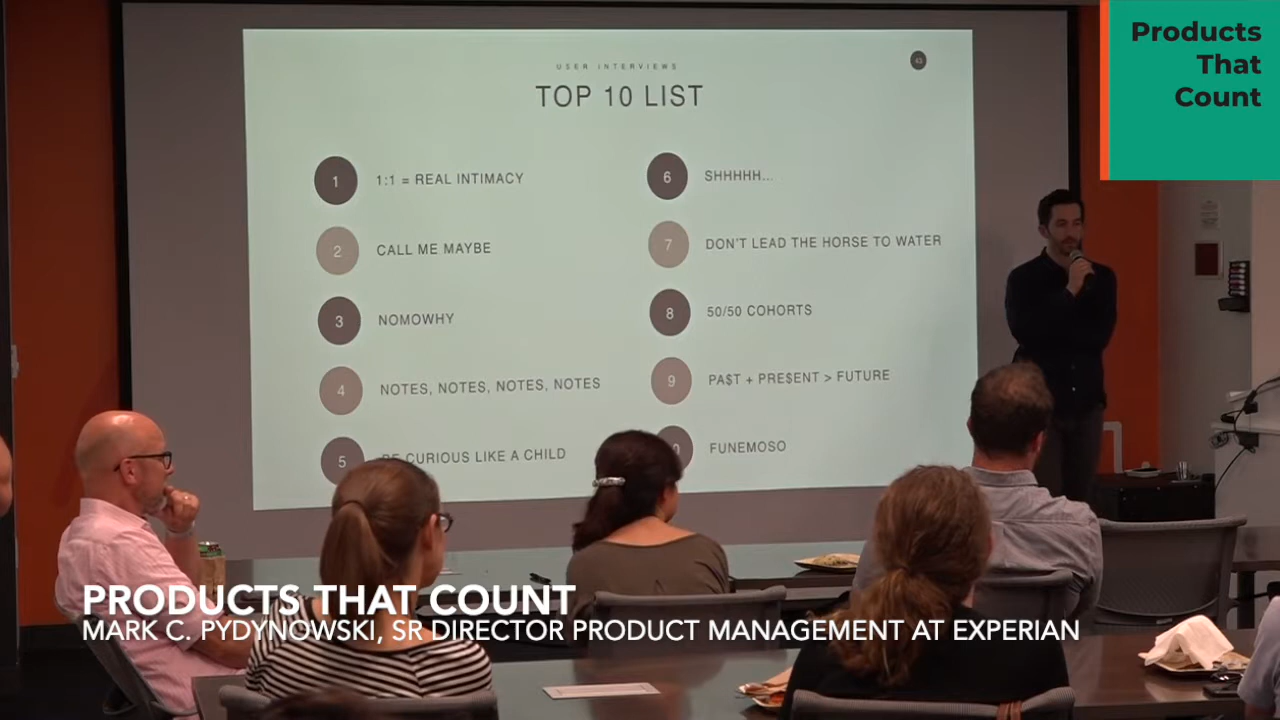 Products
That
Count
USER INTERVIEWS
43
TOP 10 LIST
1 1:1 = REAL INTIMACY
2 CALL ME MAYBE
3 NOMOWHY
4 NOTES, NOTES, NOTES, NOTES
5 BE CURIOUS LIKE A CHILD
6 SHHHHH...
7 DON'T LEAD THE HORSE TO WATER
8 50/50 COHORTS
9 PA$T + PRE$ENT > FUTURE
FUNEMOSO
PRODUCTS THAT COUNT
MARK C. PYDYNOWSKI, SR DIRECTOR PRODUCT MANAGEMENT AT EXPERIAN